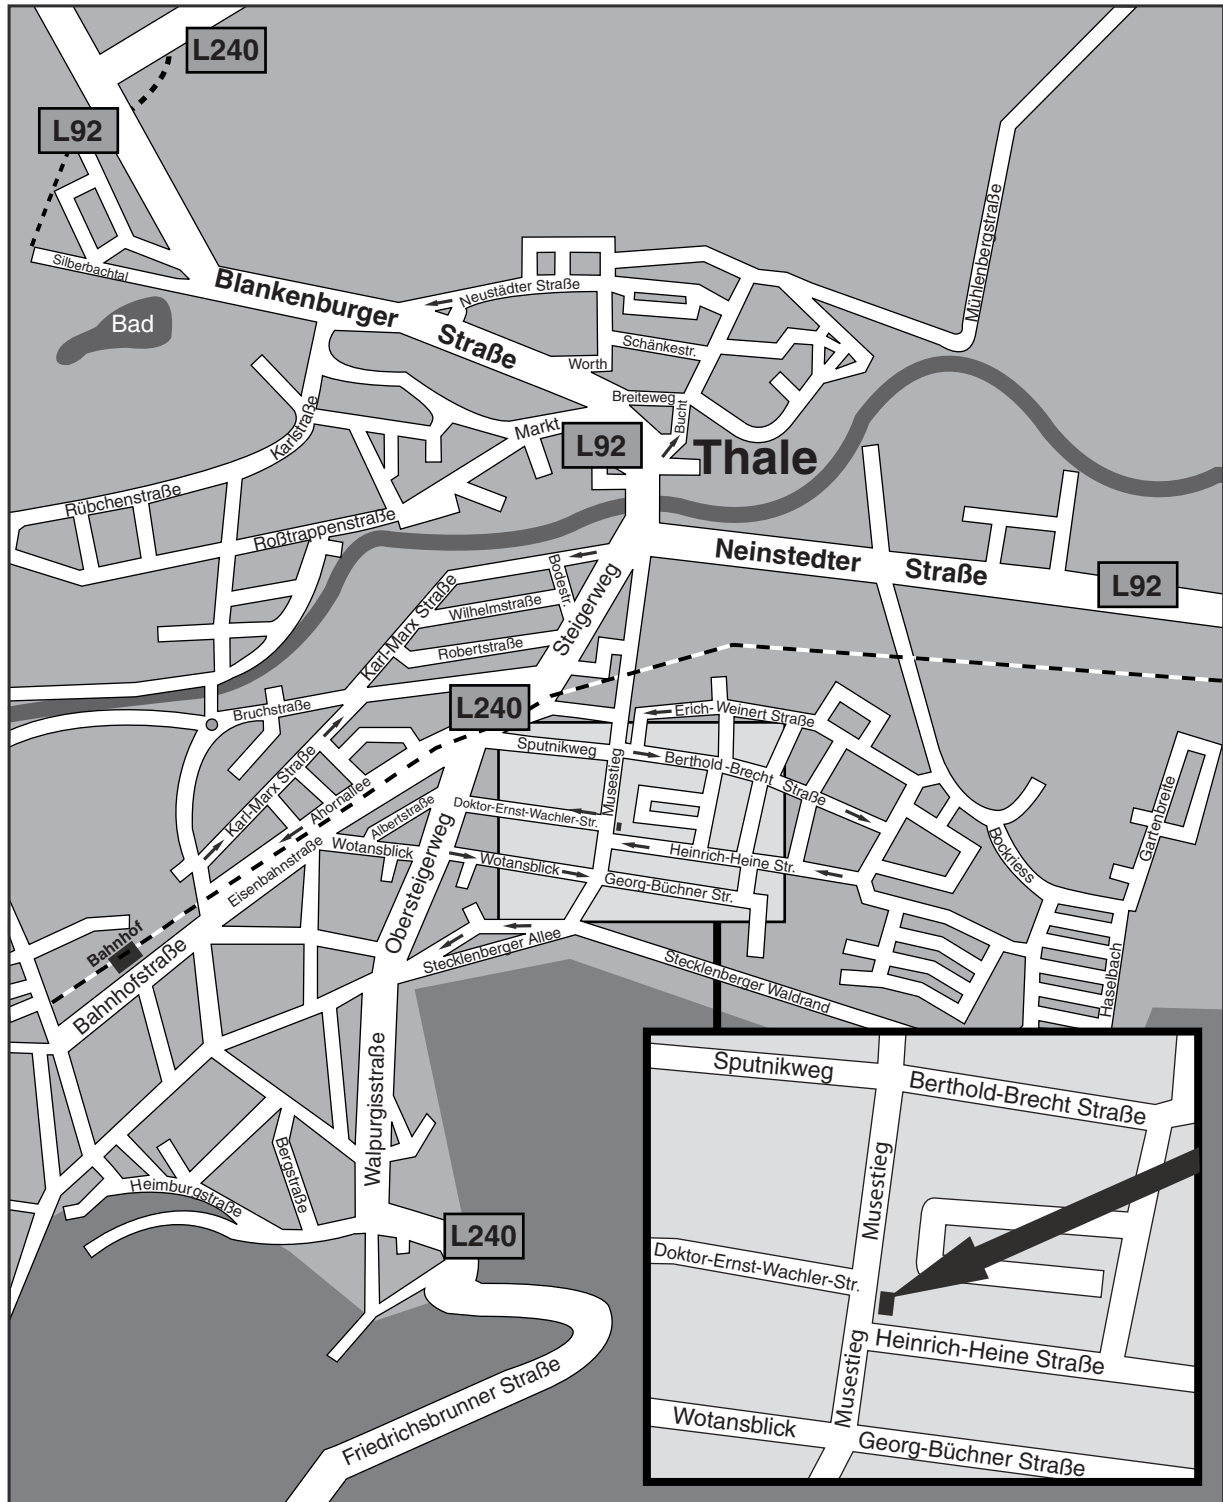 L240
L92
Silberbachtal
Bad
Blankenburger
Straße
Neustädter Straße
Mühlenbergstraße
Schänkestr.
Worth
Breiteweg
Bucht
Markt
L92
Thale
Karlstraße
Rübchenstraße
Roßtrappenstraße
Neinstedter
Straße
L92
Bodestr.
Steigerweg
Karl-Marx Straße
Wilhelmstraße
Robertstraße
Bruchstraße
L240
Erich-Weinert Straße
Sputnikweg
Berthold-Brecht
Straße
Musestieg
Karl-Marx Straße
Ahornallee
Albertstraße
Doktor-Ernst-Wachler-Str.
Eisenbahnstraße
Wotansblick
Wotansblick
Obersteigerweg
Heinrich-Heine Str.
Georg-Büchner Str.
Bockriess
Gartenbreite
Haselbach
Bahnhof
Bahnhofstraße
Stecklenberger Allee
Stecklenberger Waldrand
Walpurgisstraße
Bergstraße
Heimburgstraße
L240
Friedrichsbrunner Straße
Sputnikweg
Berthold-Brecht Straße
Musestieg
Doktor-Ernst-Wachler-Str.
Heinrich-Heine Straße
Musestieg
Wotansblick
Georg-Büchner Straße